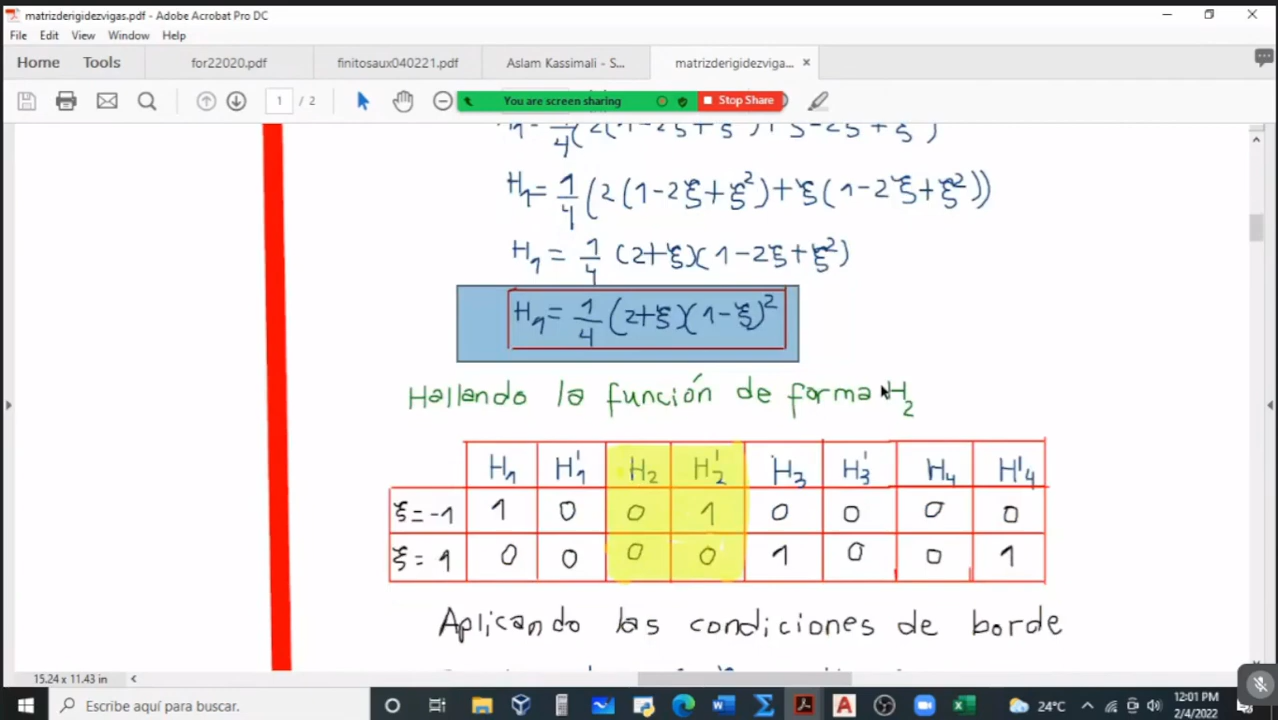 matrizderigidezvigas.pdf - Adobe Acrobat Pro DC
File Edit View Window Help
Home Tools for22020.pdf finitosaux040221.pdf Aslam Kassimali - S... matrizderigidezviga... ×
1 / 2 You are screen sharing Stop Share
H₁= 1/4 (2(1-2ξ+ξ²)+ξ(1-2ξ+ξ²))
H₁ = 1/4 (2+ξ)(1-2ξ+ξ²)
H₁= 1/4 (2+ξ)(1-ξ)²
Hallando la función de forma H₂
H₁ H₁' H₂ H₂' H₃ H₃' H₄ H'₄
ξ=-1 1 0 0 1 0 0 0 0
ξ= 1 0 0 0 0 1 0 0 1
Aplicando las condiciones de borde
15.24 x 11.43 in
Escribe aquí para buscar. 24°C 12:01 PM
2/4/2022